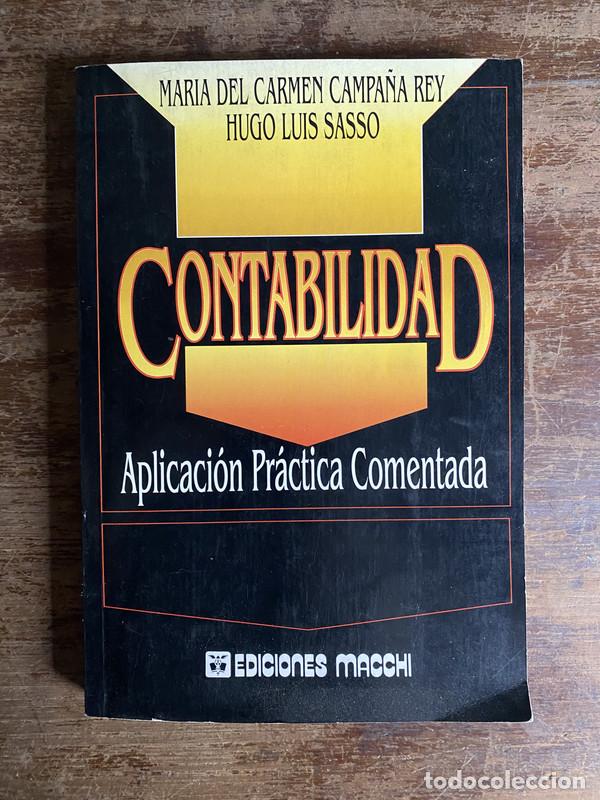 MARIA DEL CARMEN CAMPAÑA REY
HUGO LUIS SASSO
CONTABILIDAD
Aplicación Práctica Comentada
EDICIONES MACCHI
todocoleccion